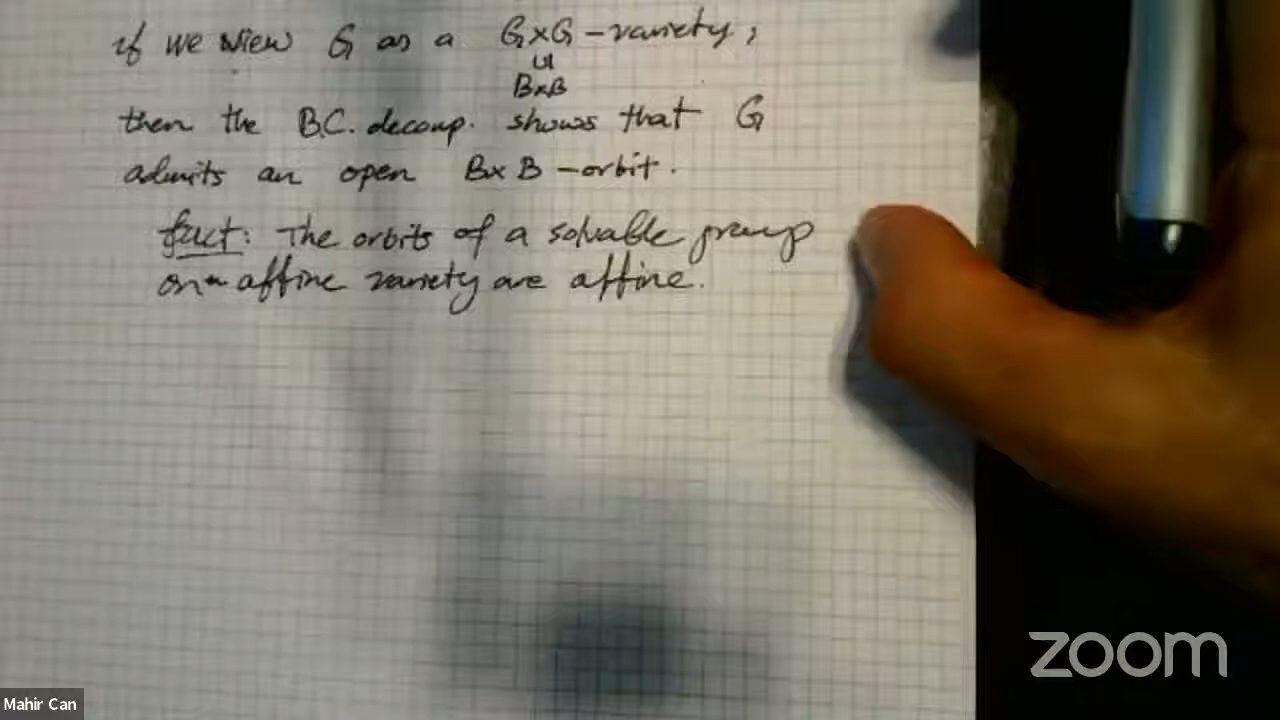 if we view G as a G×G-variety,
∪I
B×B
then the B.C. decomp. shows that G
admits an open B×B-orbit.
fact: The orbits of a solvable group
on affine variety are affine.
zoom
Mahir Can